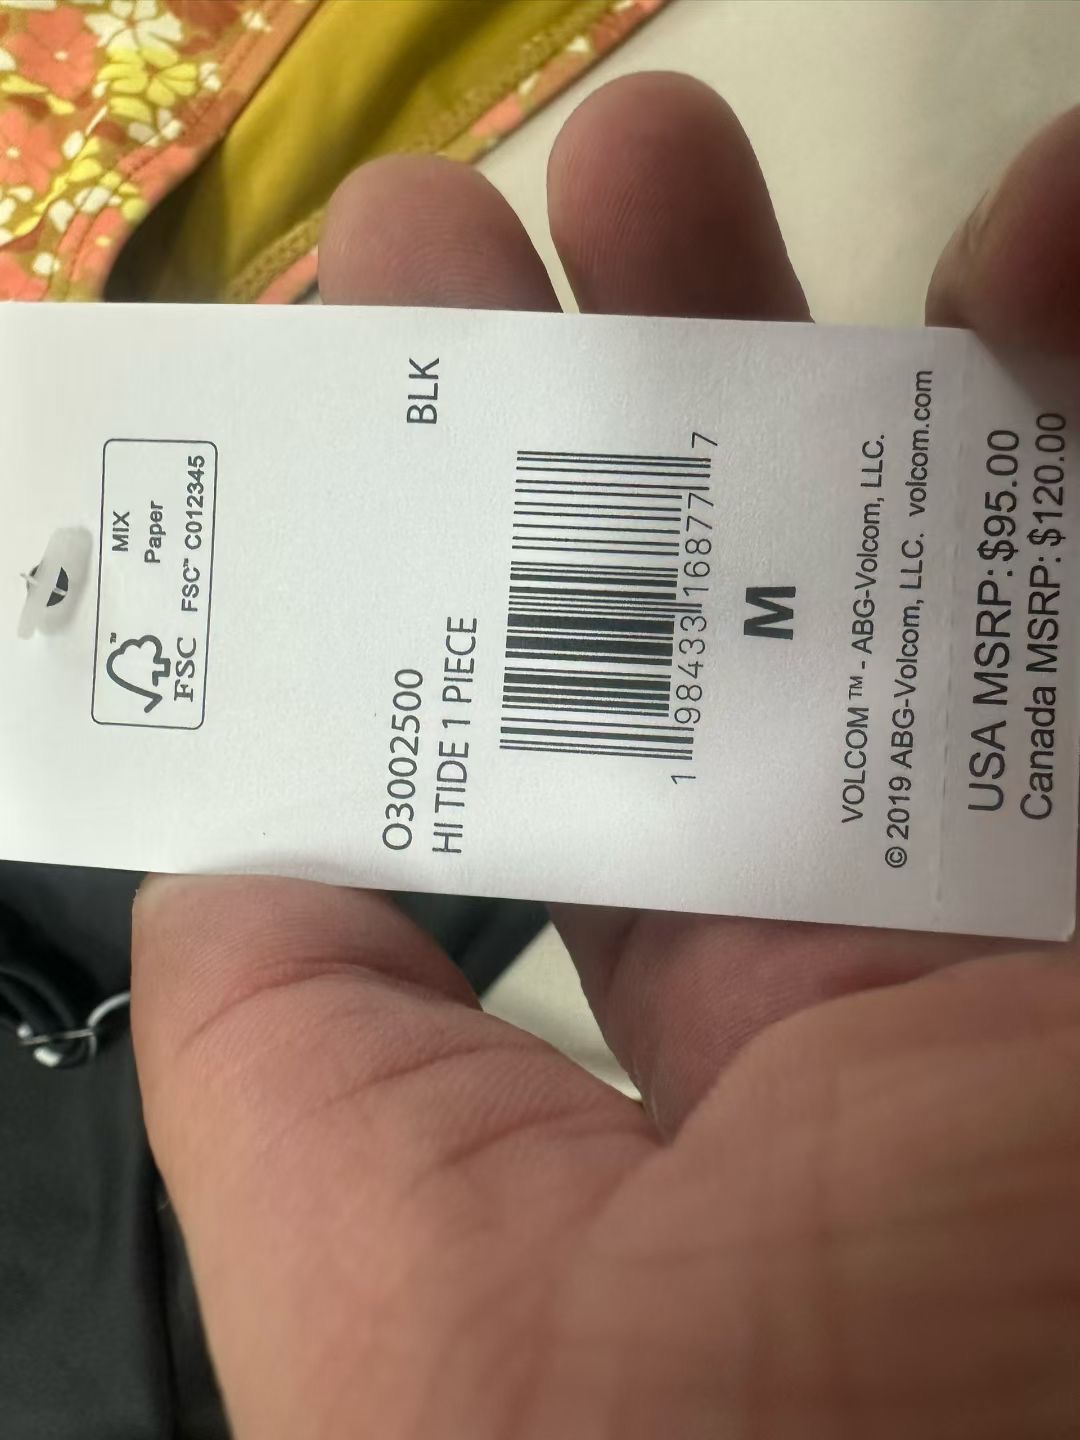 FSC™
MIX
Paper
FSC™ C012345
O3002500 BLK
HI TIDE 1 PIECE
1 98433 16877 7
M
VOLCOM™ - ABG-Volcom, LLC.
© 2019 ABG-Volcom, LLC. volcom.com
USA MSRP:$95.00
Canada MSRP: $120.00